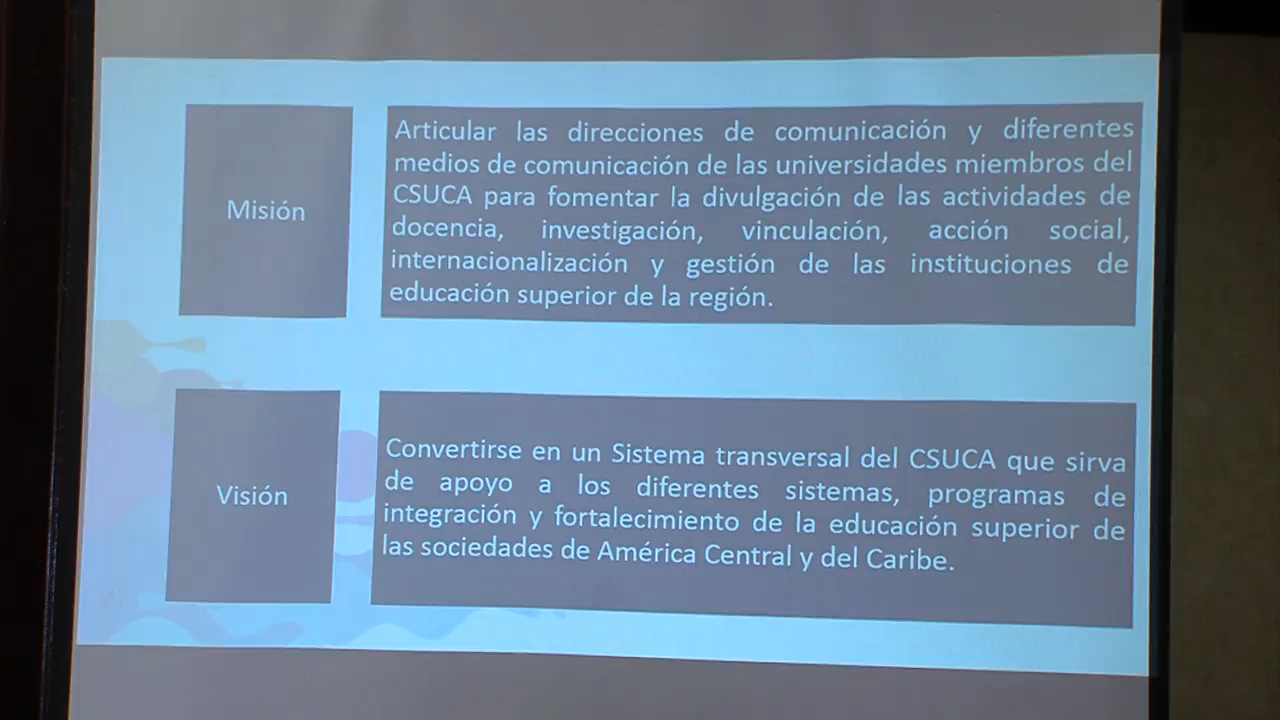 Misión
Articular las direcciones de comunicación y diferentes
medios de comunicación de las universidades miembros del
CSUCA para fomentar la divulgación de las actividades de
docencia, investigación, vinculación, acción social,
internacionalización y gestión de las instituciones de
educación superior de la región.
Visión
Convertirse en un Sistema transversal del CSUCA que sirva
de apoyo a los diferentes sistemas, programas de
integración y fortalecimiento de la educación superior de
las sociedades de América Central y del Caribe.